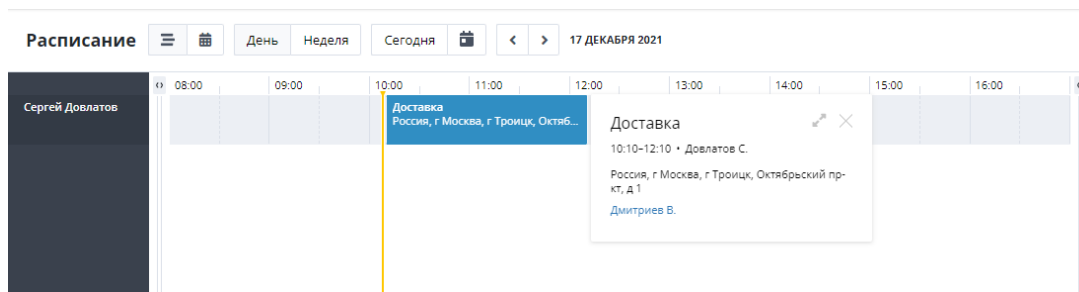 Расписание
День
Неделя
Сегодня
17 ДЕКАБРЯ 2021
08:00
09:00
10:00
11:00
12:00
13:00
14:00
15:00
16:00
Сергей Довлатов
Доставка
Россия, г Москва, г Троицк, Октяб...
Доставка
10:10–12:10 • Довлатов С.
Россия, г Москва, г Троицк, Октябрьский пр-
кт, д 1
Дмитриев В.